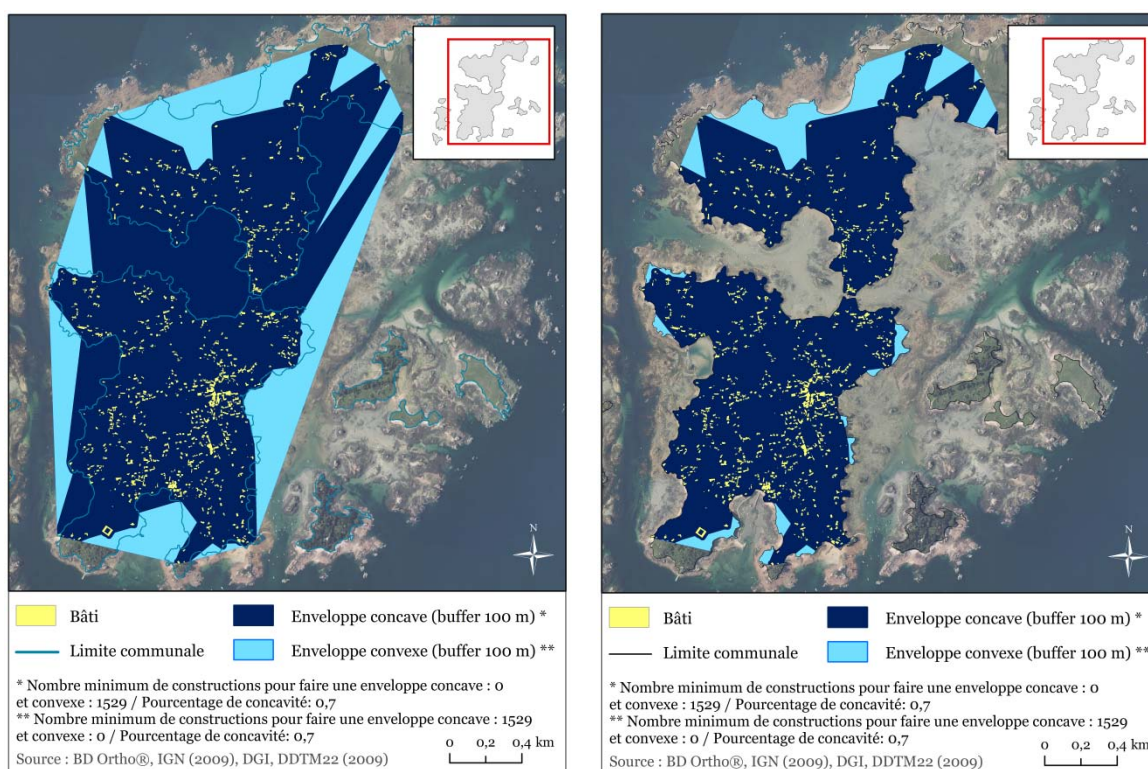 N
Bâti
Enveloppe concave (buffer 100 m) *
Limite communale
Enveloppe convexe (buffer 100 m) **
* Nombre minimum de constructions pour faire une enveloppe concave : 0
et convexe : 1529 / Pourcentage de concavité: 0,7
** Nombre minimum de constructions pour faire une enveloppe concave : 1529
et convexe : 0 / Pourcentage de concavité: 0,7
Source : BD Ortho®, IGN (2009), DGI, DDTM22 (2009)
0 0,2 0,4 km
N
Bâti
Enveloppe concave (buffer 100 m) *
Limite communale
Enveloppe convexe (buffer 100 m) **
* Nombre minimum de constructions pour faire une enveloppe concave : 0
et convexe : 1529 / Pourcentage de concavité: 0,7
** Nombre minimum de constructions pour faire une enveloppe concave : 1529
et convexe : 0 / Pourcentage de concavité: 0,7
Source : BD Ortho®, IGN (2009), DGI, DDTM22 (2009)
0 0,2 0,4 km